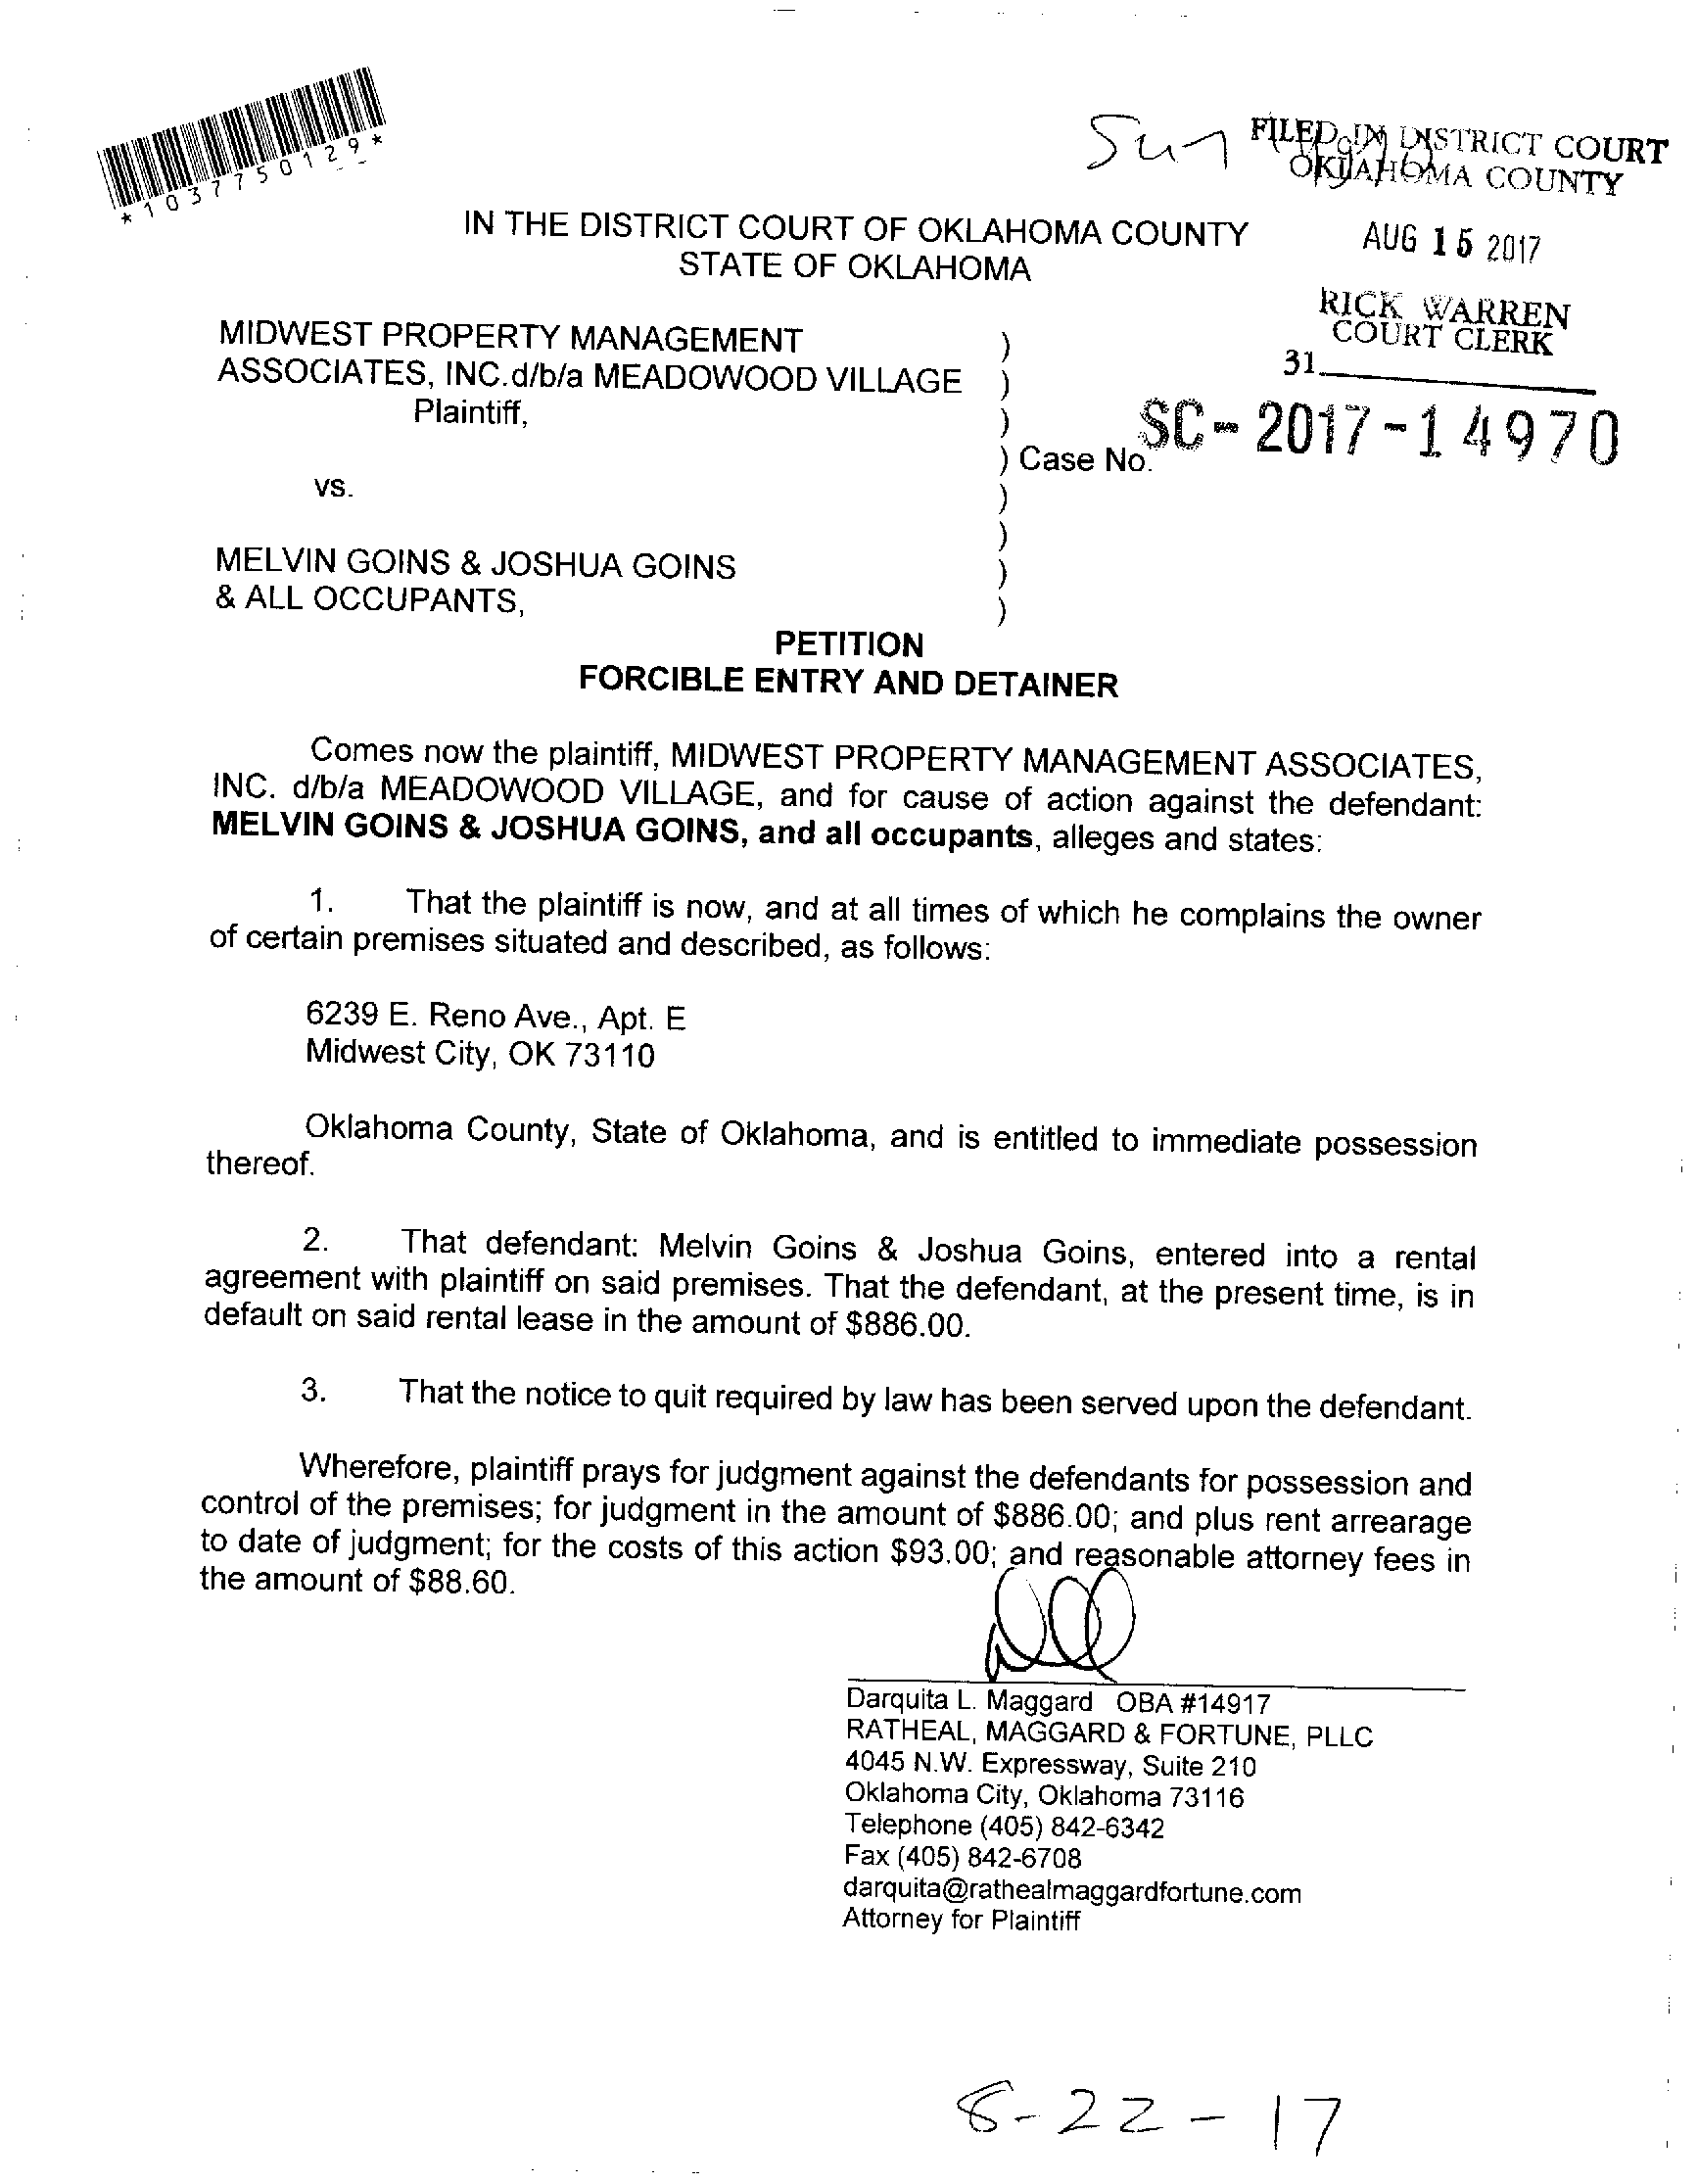 *1037750129*
FILED IN DISTRICT COURT
OKLAHOMA COUNTY
IN THE DISTRICT COURT OF OKLAHOMA COUNTY
STATE OF OKLAHOMA
AUG 15 2017
RICK WARREN
COURT CLERK
31
MIDWEST PROPERTY MANAGEMENT )
ASSOCIATES, INC.d/b/a MEADOWOOD VILLAGE )
Plaintiff, )
) Case No. SC-2017-14970
vs. )
)
MELVIN GOINS & JOSHUA GOINS )
& ALL OCCUPANTS, )
PETITION
FORCIBLE ENTRY AND DETAINER
Comes now the plaintiff, MIDWEST PROPERTY MANAGEMENT ASSOCIATES,
INC. d/b/a MEADOWOOD VILLAGE, and for cause of action against the defendant:
MELVIN GOINS & JOSHUA GOINS, and all occupants, alleges and states:
1. That the plaintiff is now, and at all times of which he complains the owner
of certain premises situated and described, as follows:
6239 E. Reno Ave., Apt. E
Midwest City, OK 73110
Oklahoma County, State of Oklahoma, and is entitled to immediate possession
thereof.
2. That defendant: Melvin Goins & Joshua Goins, entered into a rental
agreement with plaintiff on said premises. That the defendant, at the present time, is in
default on said rental lease in the amount of $886.00.
3. That the notice to quit required by law has been served upon the defendant.
Wherefore, plaintiff prays for judgment against the defendants for possession and
control of the premises; for judgment in the amount of $886.00; and plus rent arrearage
to date of judgment; for the costs of this action $93.00; and reasonable attorney fees in
the amount of $88.60.
Darquita L. Maggard OBA #14917
RATHEAL, MAGGARD & FORTUNE, PLLC
4045 N.W. Expressway, Suite 210
Oklahoma City, Oklahoma 73116
Telephone (405) 842-6342
Fax (405) 842-6708
darquita@rathealmaggardfortune.com
Attorney for Plaintiff
8-22-17